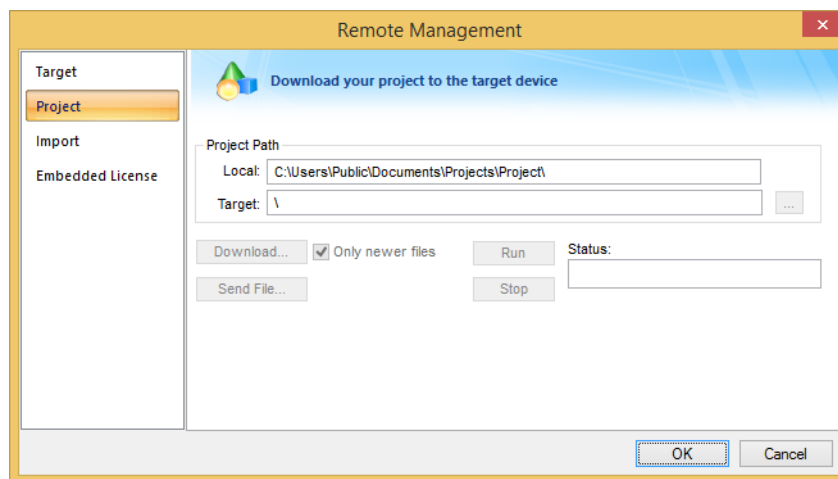 Remote Management
Target
Project
Import
Embedded License
Download your project to the target device
Project Path
Local: C:\Users\Public\Documents\Projects\Project\
Target: \ ...
Download... Only newer files Run Status:
Send File... Stop
OK Cancel